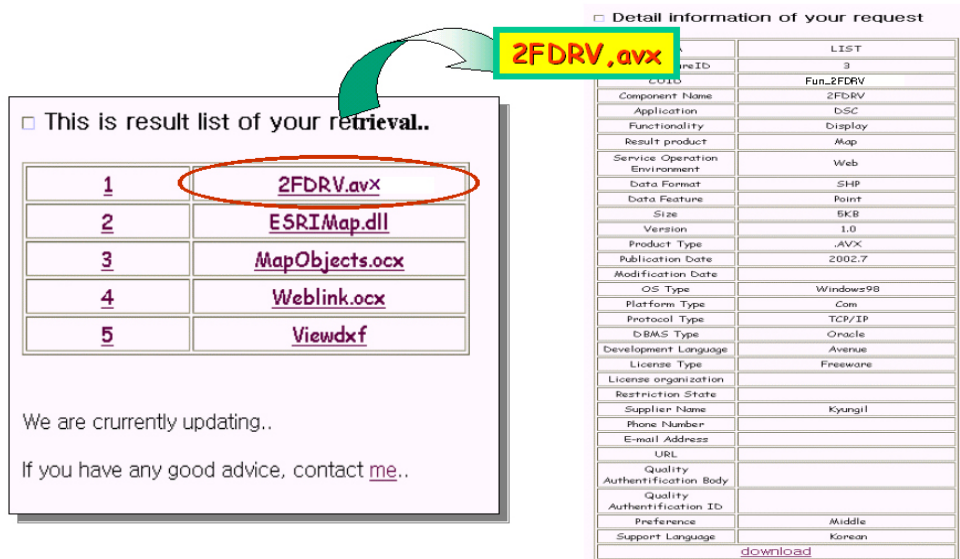 □ This is result list of your retrieval..
1 2FDRV.avx
2 ESRIMap.dll
3 MapObjects.ocx
4 Weblink.ocx
5 Viewdxf
We are crurrently updating..
If you have any good advice, contact me..
2FDRV,avx
□ Detail information of your request
LIST
3
Fun_2FDRV
Component Name 2FDRV
Application DSC
Functionality Display
Result product Map
Service Operation
Environment Web
Data Format SHP
Data Feature Point
Size 5KB
Version 1.0
Product Type .AVX
Publication Date 2002.7
Modification Date
OS Type Windows98
Platform Type Com
Protocol Type TCP/IP
DBMS Type Oracle
Development Language Avenue
License Type Freeware
License organization
Restriction State
Supplier Name Kyungil
Phone Number
E-mail Address
URL
Quality
Authentification Body
Quality
Authentification ID
Preference Middle
Support Language Korean
download